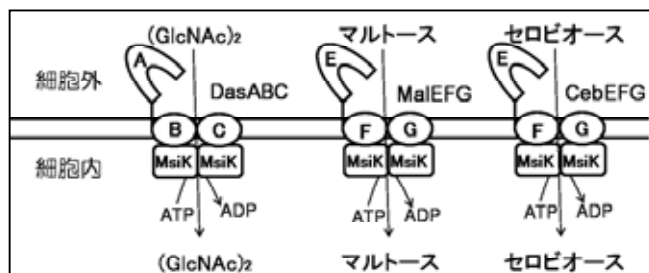 (GlcNAc)₂ マルトース セロビオース
A E E
細胞外 DasABC MalEFG CebEFG
B C F G F G
細胞内 MsiK MsiK MsiK MsiK MsiK MsiK
ATP ADP ATP ADP ATP ADP
(GlcNAc)₂ マルトース セロビオース